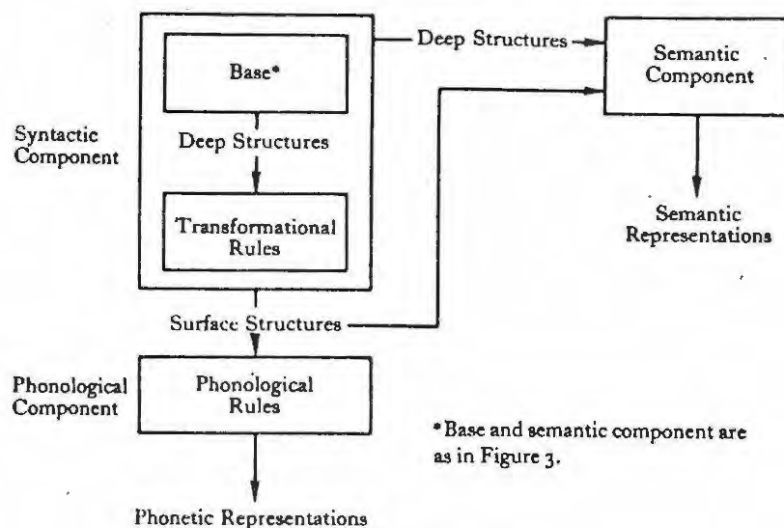 Base*
Deep Structures
Transformational
Rules
Syntactic
Component
Deep Structures
Semantic
Component
Semantic
Representations
Surface Structures
Phonological
Component
Phonological
Rules
Phonetic Representations
*Base and semantic component are
as in Figure 3.